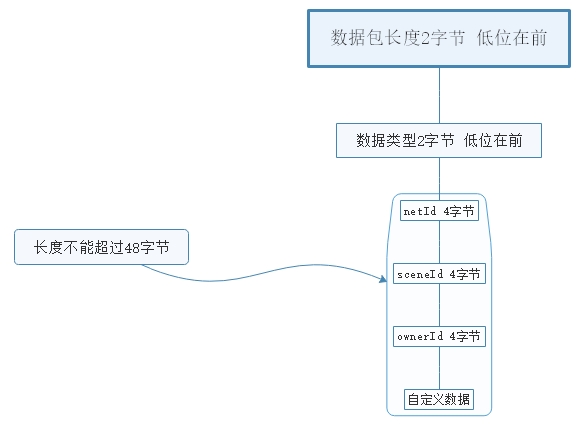 数据包长度2字节 低位在前
数据类型2字节 低位在前
netId 4字节
长度不能超过48字节
sceneId 4字节
ownerId 4字节
自定义数据